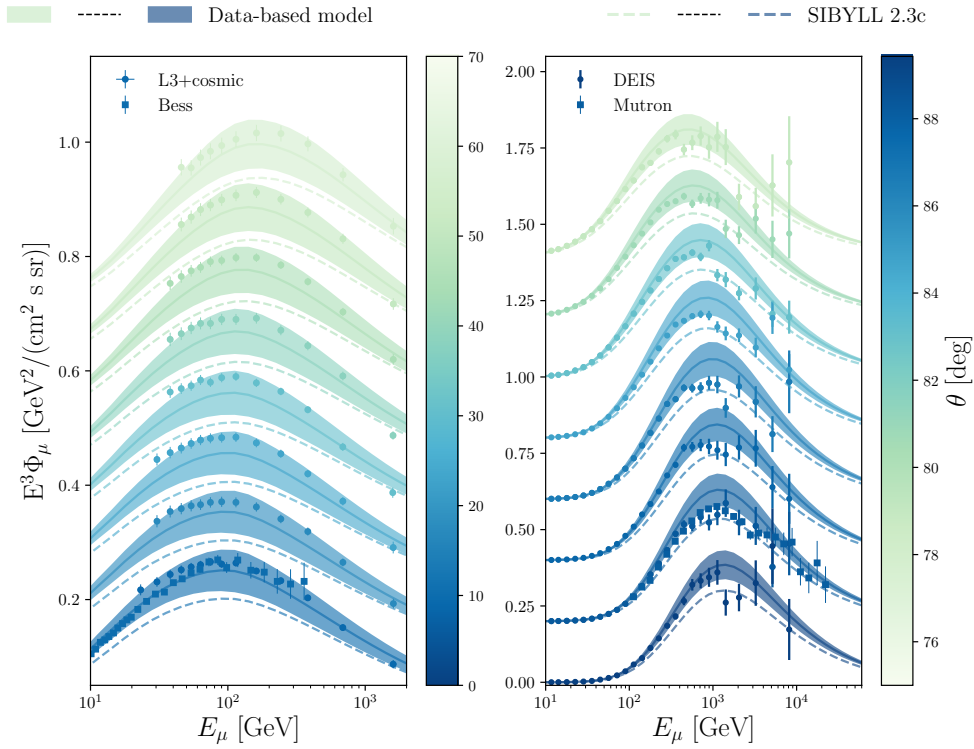 Data-based model
SIBYLL 2.3c
L3+cosmic
Bess
E³Φ_μ [GeV²/(cm² s sr)]
1.0
0.8
0.6
0.4
0.2
10¹ 10² 10³
E_μ [GeV]
70
60
50
40
30
20
10
0
DEIS
Mutron
2.00
1.75
1.50
1.25
1.00
0.75
0.50
0.25
0.00
10¹ 10² 10³ 10⁴
E_μ [GeV]
88
86
84
82
80
78
76
θ [deg]